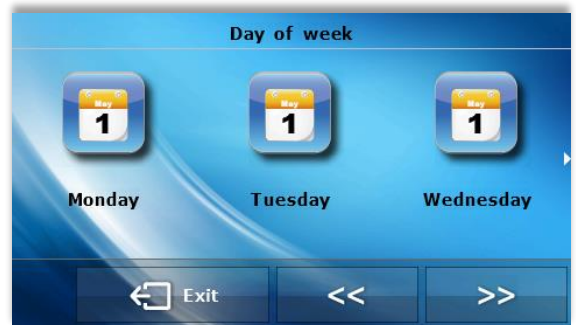 Day of week
May May May
1 1 1
Monday Tuesday Wednesday
Exit << >>